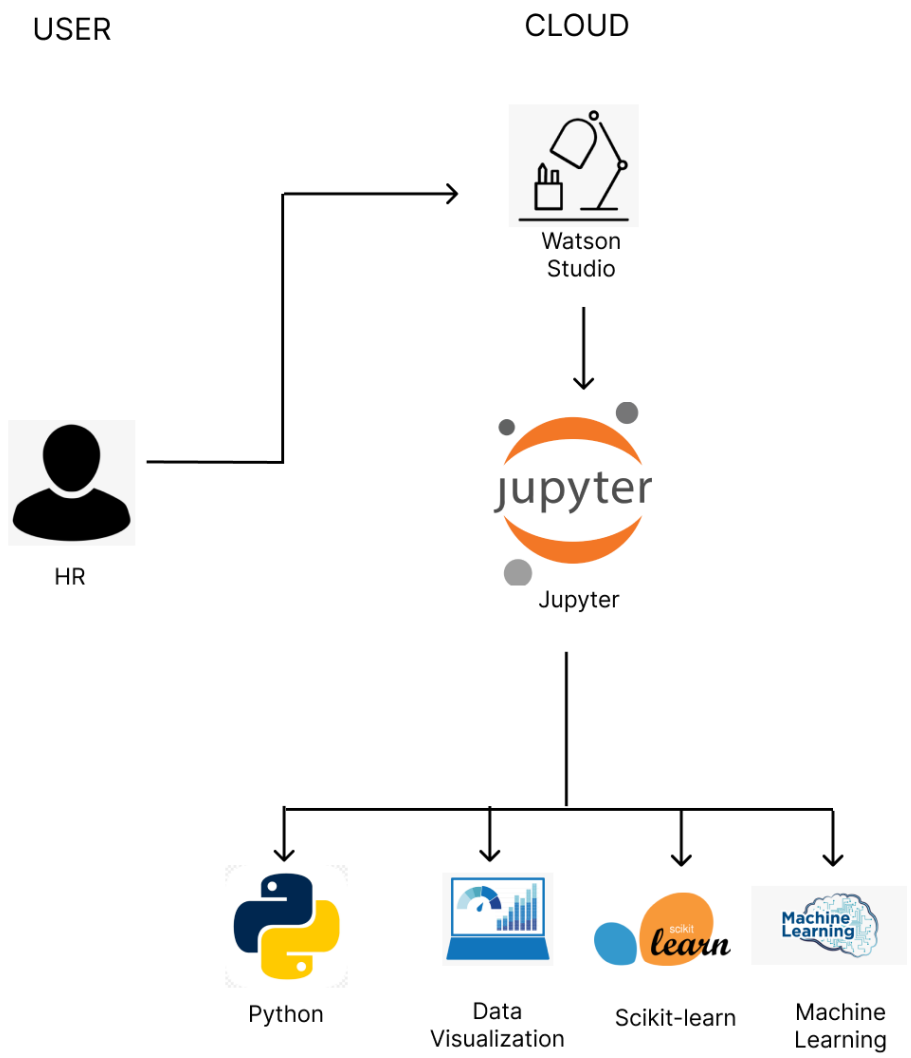 USER
CLOUD
Watson
Studio
HR
jupyter
Jupyter
Python
Data
Visualization
scikit
learn
Scikit-learn
Machine
Learning
Machine
Learning